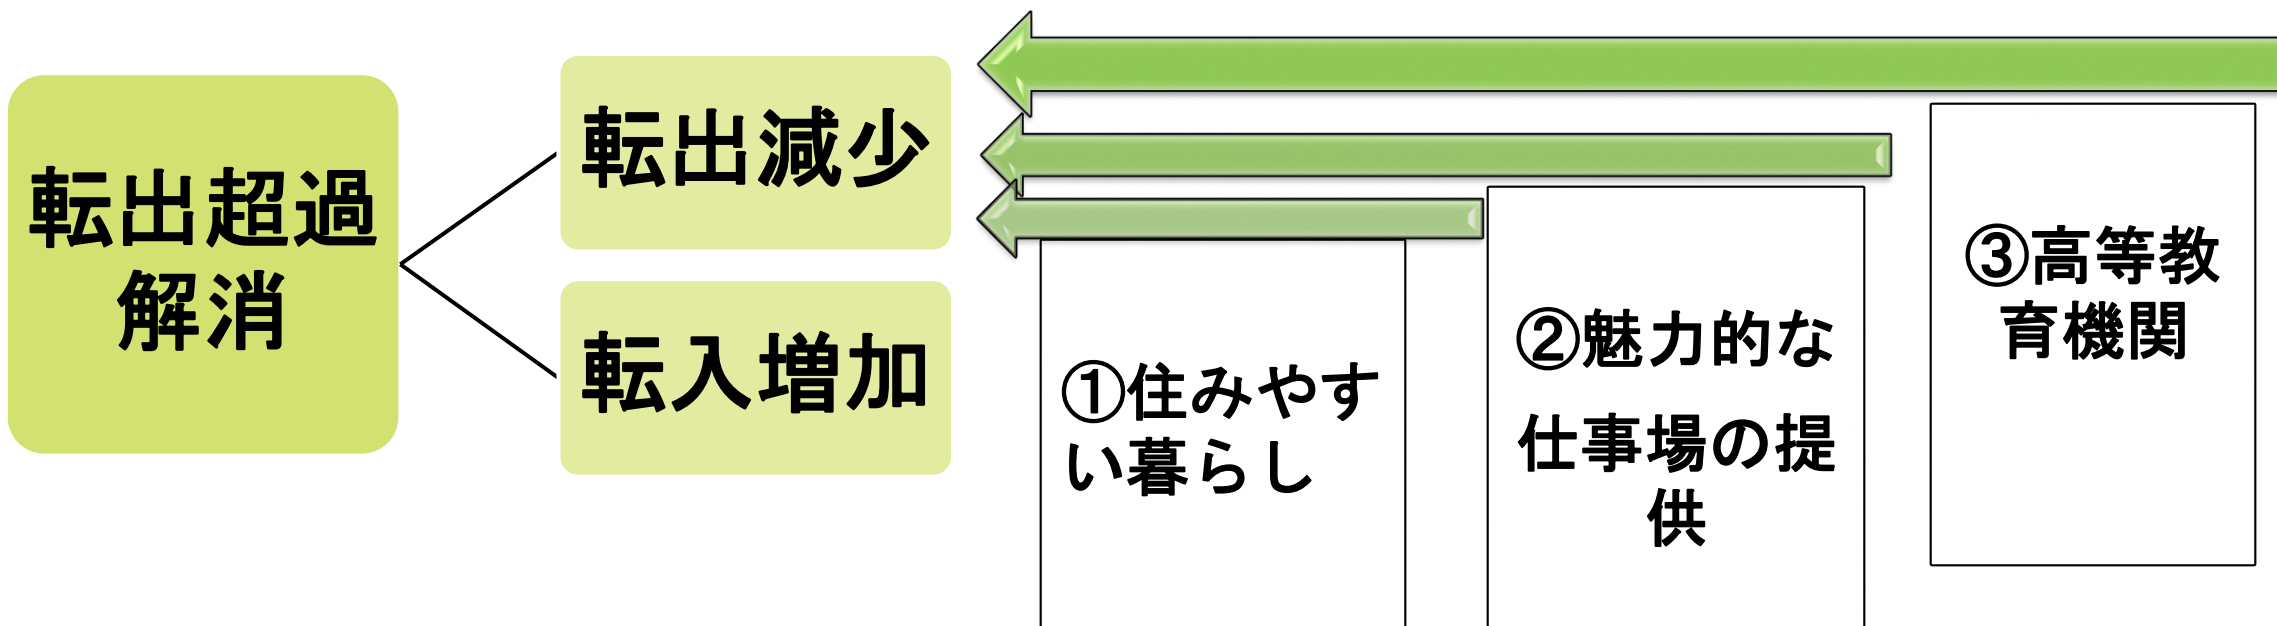 転出超過
解消
転出減少
転入増加
①住みやす
い暮らし
②魅力的な
仕事場の提
供
③高等教
育機関